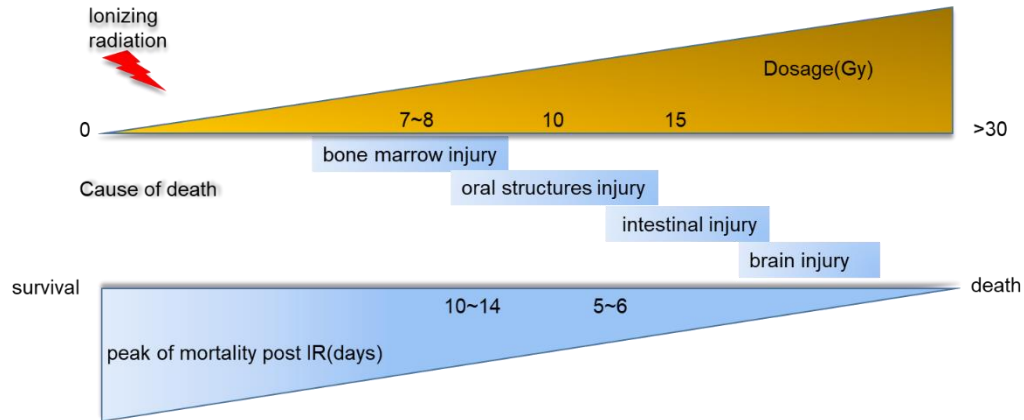 Ionizing
radiation
Dosage(Gy)
0
7~8
10
15
>30
bone marrow injury
Cause of death
oral structures injury
intestinal injury
brain injury
survival
death
10~14
5~6
peak of mortality post IR(days)